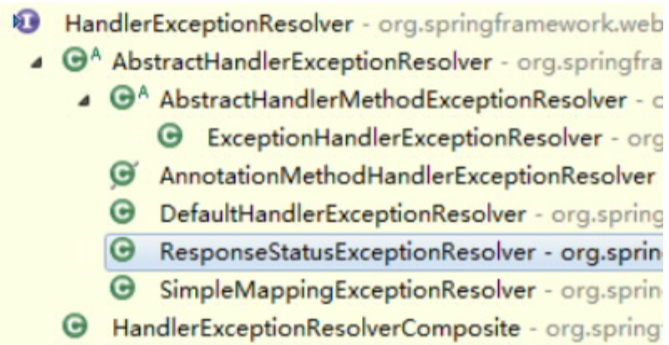 HandlerExceptionResolver - org.springframework.web
AbstractHandlerExceptionResolver - org.springfra
AbstractHandlerMethodExceptionResolver - o
ExceptionHandlerExceptionResolver - org
AnnotationMethodHandlerExceptionResolver
DefaultHandlerExceptionResolver - org.spring
ResponseStatusExceptionResolver - org.sprin
SimpleMappingExceptionResolver - org.sprin
HandlerExceptionResolverComposite - org.spring